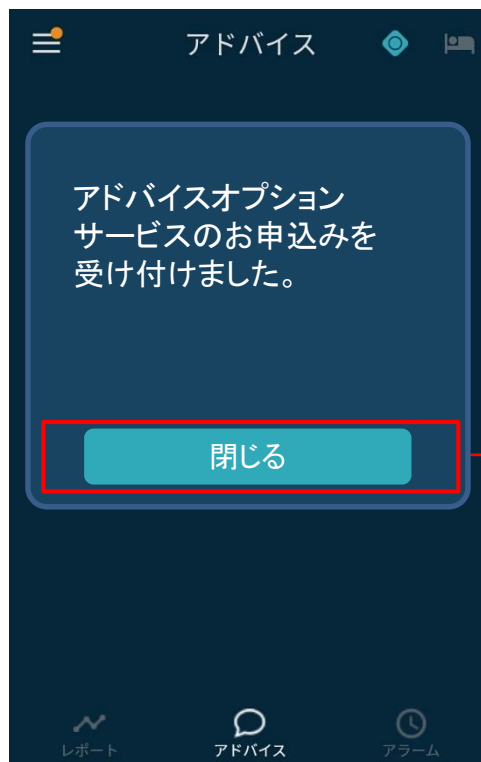 アドバイス
アドバイスオプション
サービスのお申込みを
受け付けました。
閉じる
レポート
アドバイス
アラーム